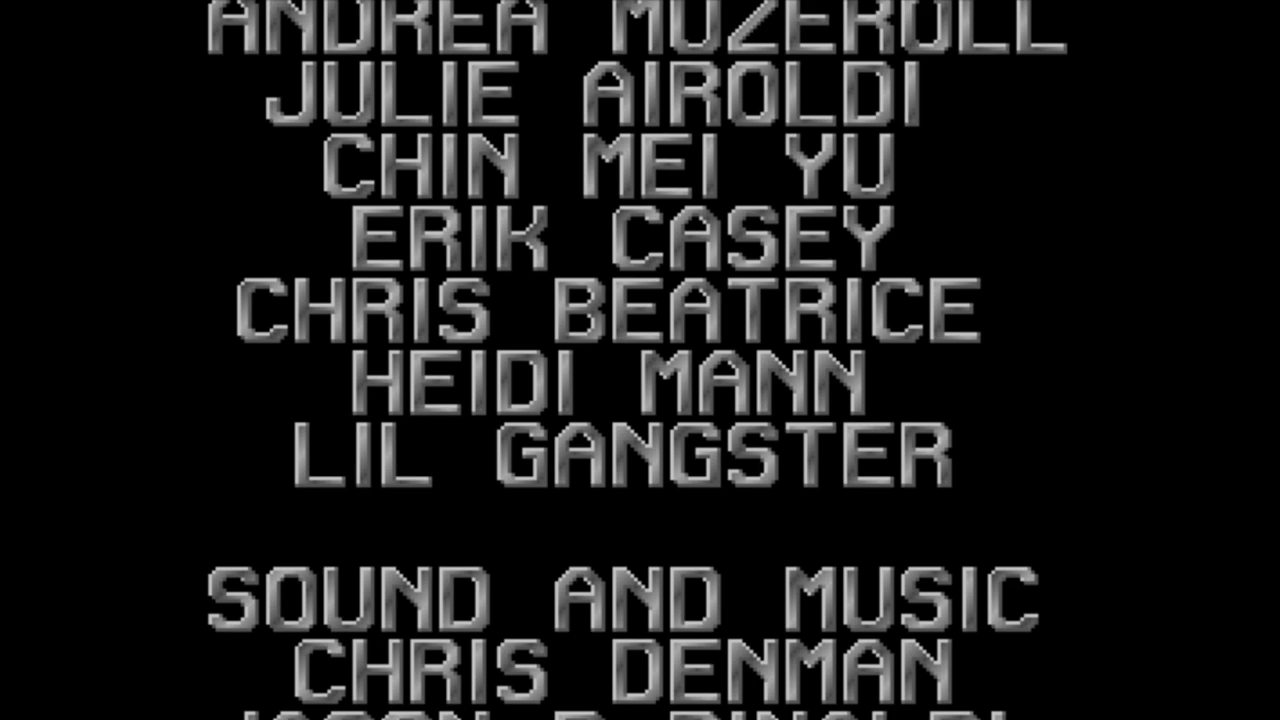 ANDREA MUZEROLL
JULIE AIROLDI
CHIN MEI YU
ERIK CASEY
CHRIS BEATRICE
HEIDI MANN
LIL GANGSTER
SOUND AND MUSIC
CHRIS DENMAN